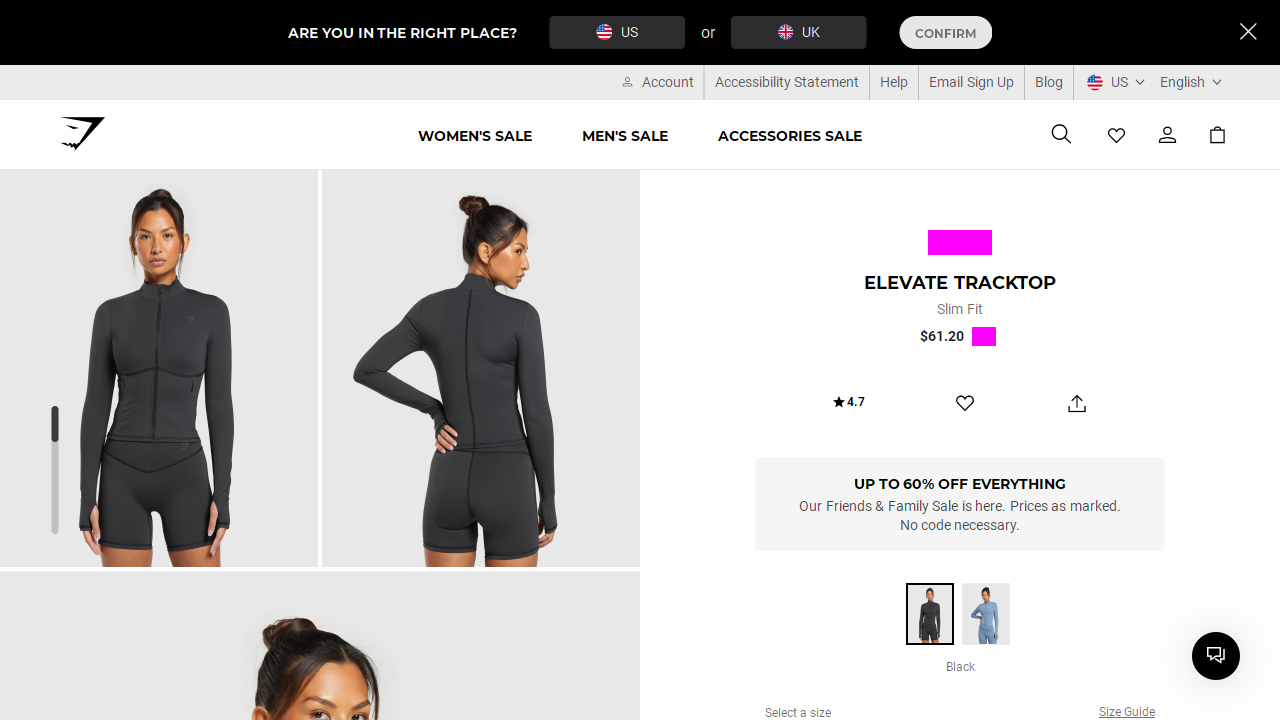 ARE YOU IN THE RIGHT PLACE?
US
or
UK
CONFIRM
Account
Accessibility Statement
Help
Email Sign Up
Blog
US
English
WOMEN'S SALE
MEN'S SALE
ACCESSORIES SALE
ELEVATE TRACKTOP
Slim Fit
$61.20
4.7
UP TO 60% OFF EVERYTHING
Our Friends & Family Sale is here. Prices as marked.
No code necessary.
Black
Select a size
Size Guide